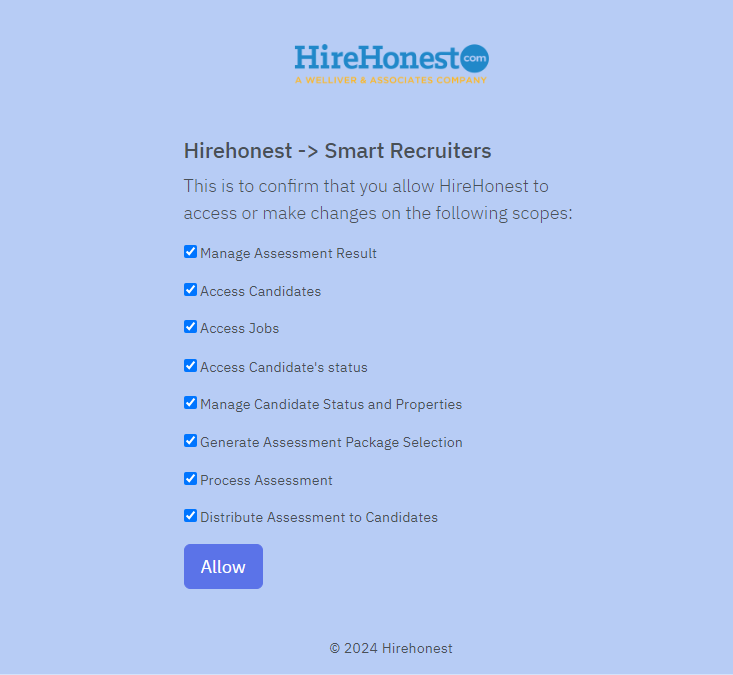 HireHonest com
A WELLIVER & ASSOCIATES COMPANY
Hirehonest -> Smart Recruiters
This is to confirm that you allow HireHonest to
access or make changes on the following scopes:
Manage Assessment Result
Access Candidates
Access Jobs
Access Candidate's status
Manage Candidate Status and Properties
Generate Assessment Package Selection
Process Assessment
Distribute Assessment to Candidates
Allow
© 2024 Hirehonest